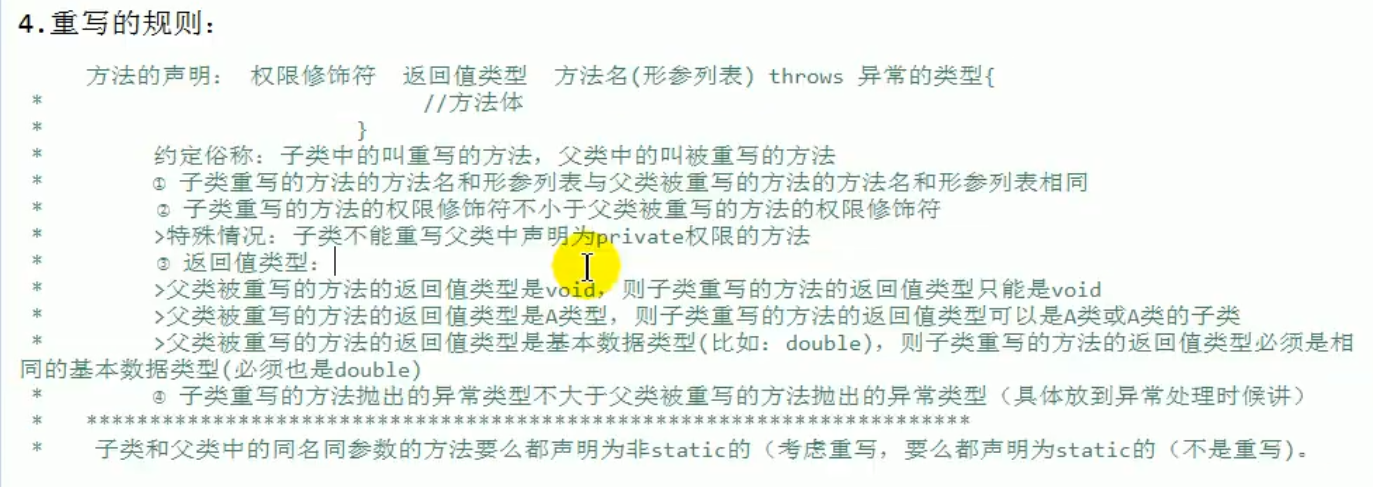 4.重写的规则：
方法的声明： 权限修饰符 返回值类型 方法名(形参列表) throws 异常的类型{
* //方法体
* }
* 约定俗称：子类中的叫重写的方法，父类中的叫被重写的方法
* ① 子类重写的方法的方法名和形参列表与父类被重写的方法的方法名和形参列表相同
* ② 子类重写的方法的权限修饰符不小于父类被重写的方法的权限修饰符
* >特殊情况：子类不能重写父类中声明为private权限的方法
* ③ 返回值类型：
* >父类被重写的方法的返回值类型是void，则子类重写的方法的返回值类型只能是void
* >父类被重写的方法的返回值类型是A类型，则子类重写的方法的返回值类型可以是A类或A类的子类
* >父类被重写的方法的返回值类型是基本数据类型(比如：double)，则子类重写的方法的返回值类型必须是相
同的基本数据类型(必须也是double)
* ④ 子类重写的方法抛出的异常类型不大于父类被重写的方法抛出的异常类型（具体放到异常处理时候讲）
* **********************************************************************
* 子类和父类中的同名同参数的方法要么都声明为非static的（考虑重写，要么都声明为static的（不是重写)。